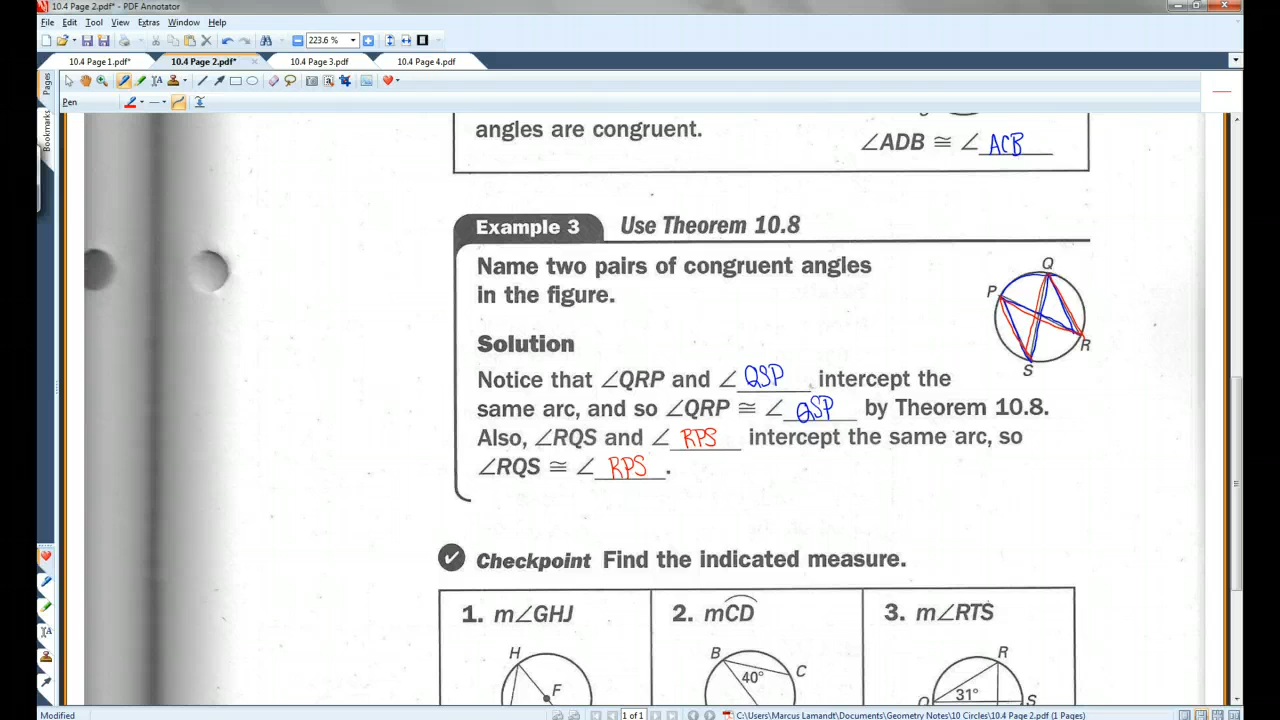 10.4 Page 2.pdf* - PDF Annotator
File Edit Tool View Extras Window Help
223.6 %
10.4 Page 1.pdf* 10.4 Page 2.pdf* 10.4 Page 3.pdf 10.4 Page 4.pdf
Pages
Pen
Bookmarks
angles are congruent.
∠ADB ≅ ∠ ACB
Example 3 Use Theorem 10.8
Name two pairs of congruent angles
in the figure.
Q
P
R
S
Solution
Notice that ∠QRP and ∠ QSP intercept the
same arc, and so ∠QRP ≅ ∠ QSP by Theorem 10.8.
Also, ∠RQS and ∠ RPS intercept the same arc, so
∠RQS ≅ ∠ RPS .
Checkpoint Find the indicated measure.
1. m∠GHJ 2. mCD 3. m∠RTS
H
F
B
C
40°
R
31°
S
Modified
1 of 1
C:\Users\Marcus Lamandt\Documents\Geometry Notes\10 Circles\10.4 Page 2.pdf (1 Pages)